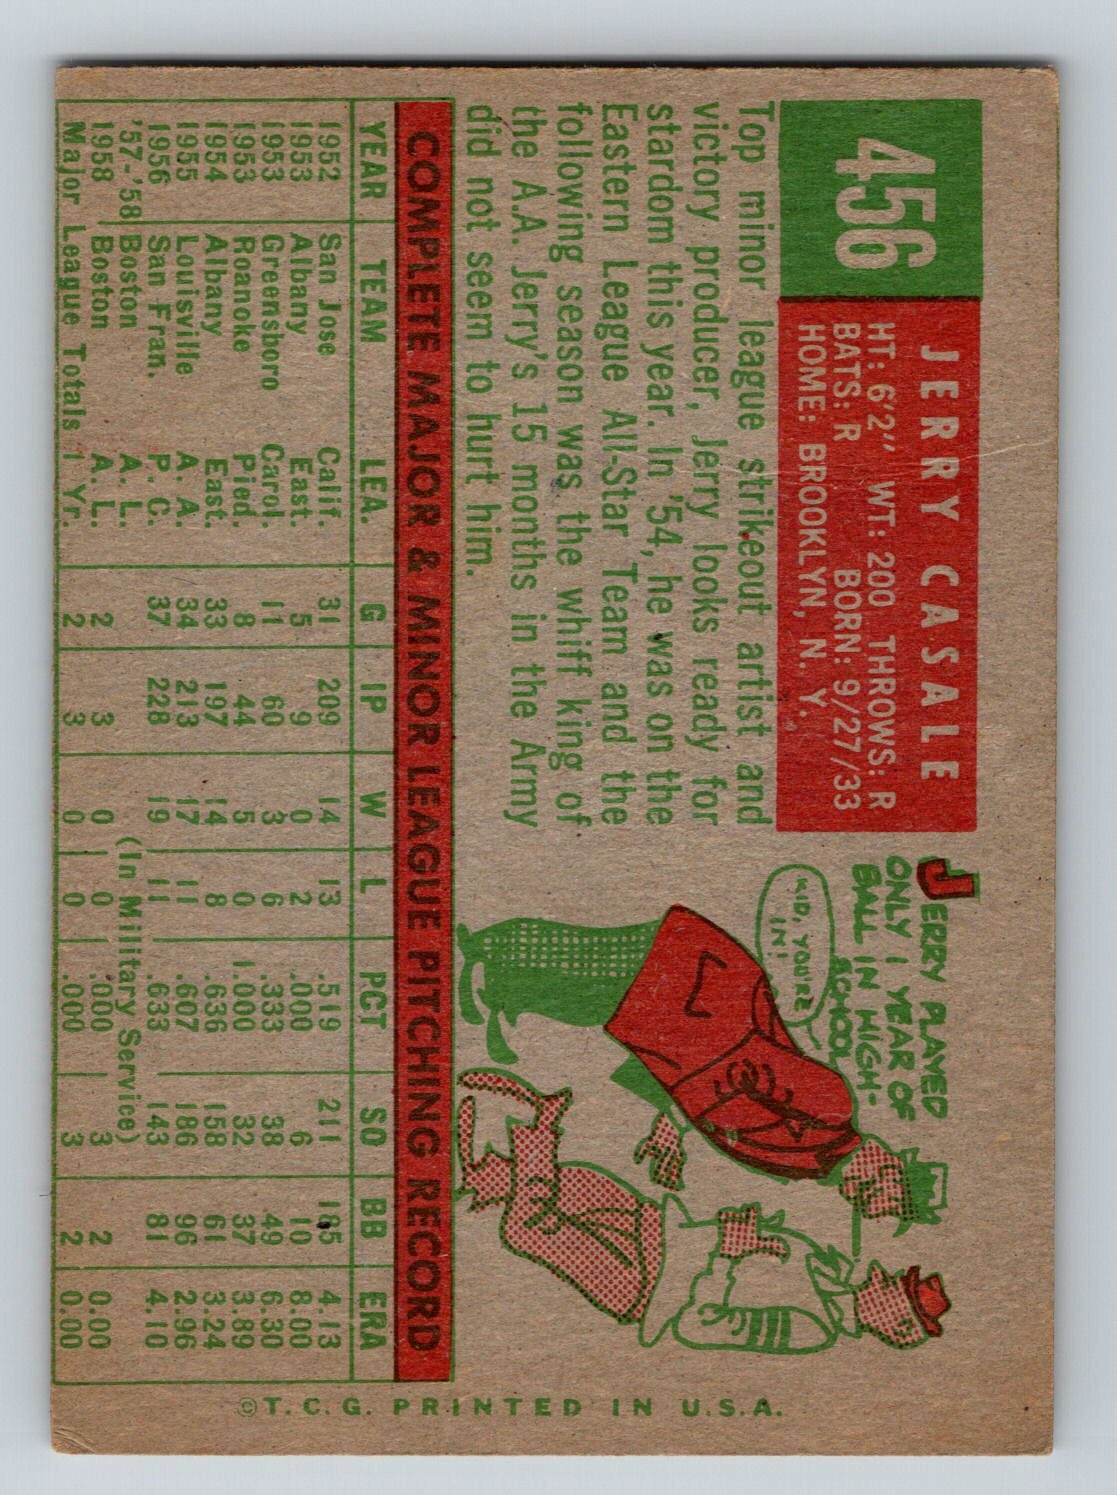 456
JERRY CASALE
HT: 6'2" WT: 200 THROWS: R
BATS: R BORN: 9/27/33
HOME: BROOKLYN, N. Y.
Top minor league strikeout artist and
victory producer, Jerry looks ready for
stardom this year. In '54, he was on the
Eastern League All-Star Team and the
following season was the whiff king of
the A.A. Jerry's 15 months in the Army
did not seem to hurt him.
JERRY PLAYED
ONLY 1 YEAR OF
BALL IN HIGH-
SCHOOL
KID, YOU'RE
IN!
COMPLETE MAJOR & MINOR LEAGUE PITCHING RECORD
YEAR TEAM LEA. G IP W L PCT SO BB ERA
1952 San Jose Calif. 31 209 14 13 .519 211 185 4.13
1953 Albany East. 5 9 0 2 .000 6 10 8.00
1953 Greensboro Carol. 11 60 3 6 .333 38 49 6.30
1953 Roanoke Pied. 8 44 5 0 1.000 32 37 3.89
1954 Albany East. 33 197 14 8 .636 158 61 3.24
1955 Louisville A. A. 34 213 17 11 .607 186 96 2.96
1956 San Fran. P. C. 37 228 19 11 .633 143 81 4.10
'57-'58 Boston A. L. (In Military Service)
1958 Boston A. L. 2 3 0 0 .000 3 2 0.00
Major League Totals 1 Yr. 2 3 0 0 .000 3 2 0.00
©T. C. G. PRINTED IN U.S.A.